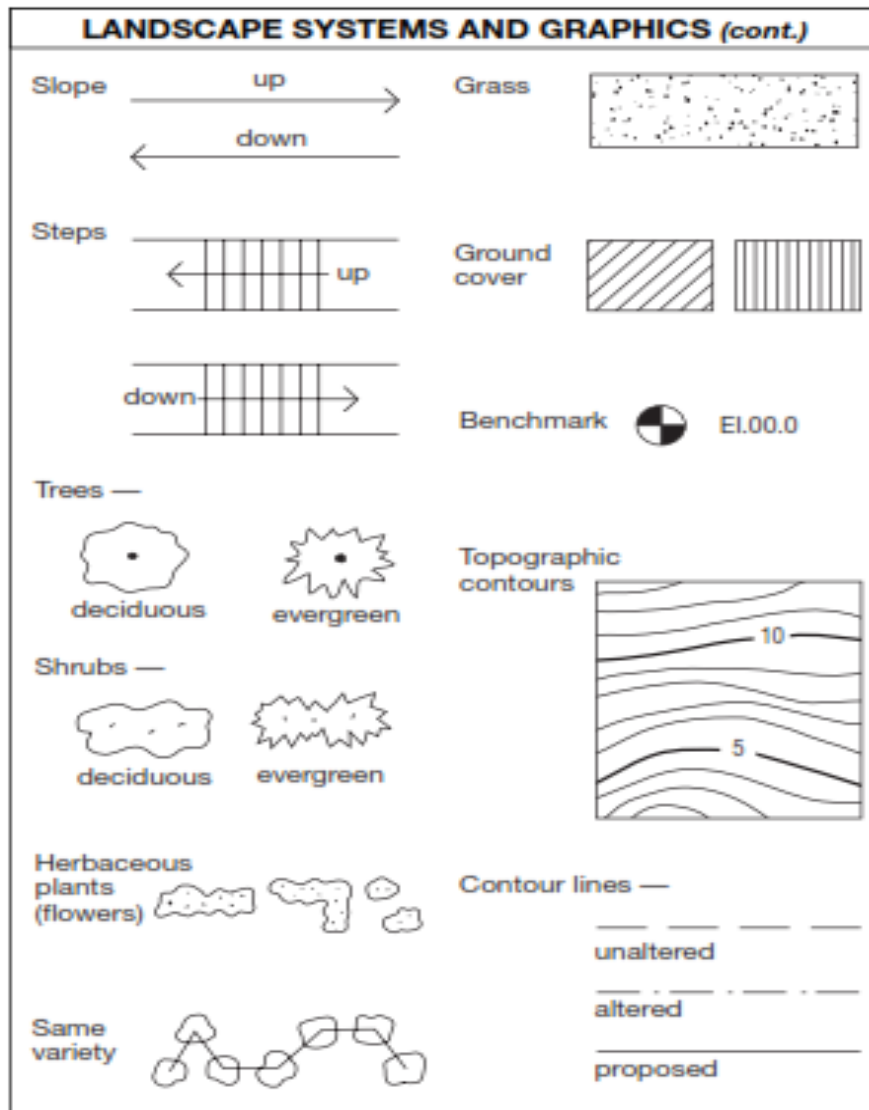 LANDSCAPE SYSTEMS AND GRAPHICS (cont.)
Slope
up
down
Steps
up
down
Trees —
deciduous
evergreen
Shrubs —
deciduous
evergreen
Herbaceous
plants
(flowers)
Same
variety
Grass
Ground
cover
Benchmark
El.00.0
Topographic
contours
10
5
Contour lines —
unaltered
altered
proposed